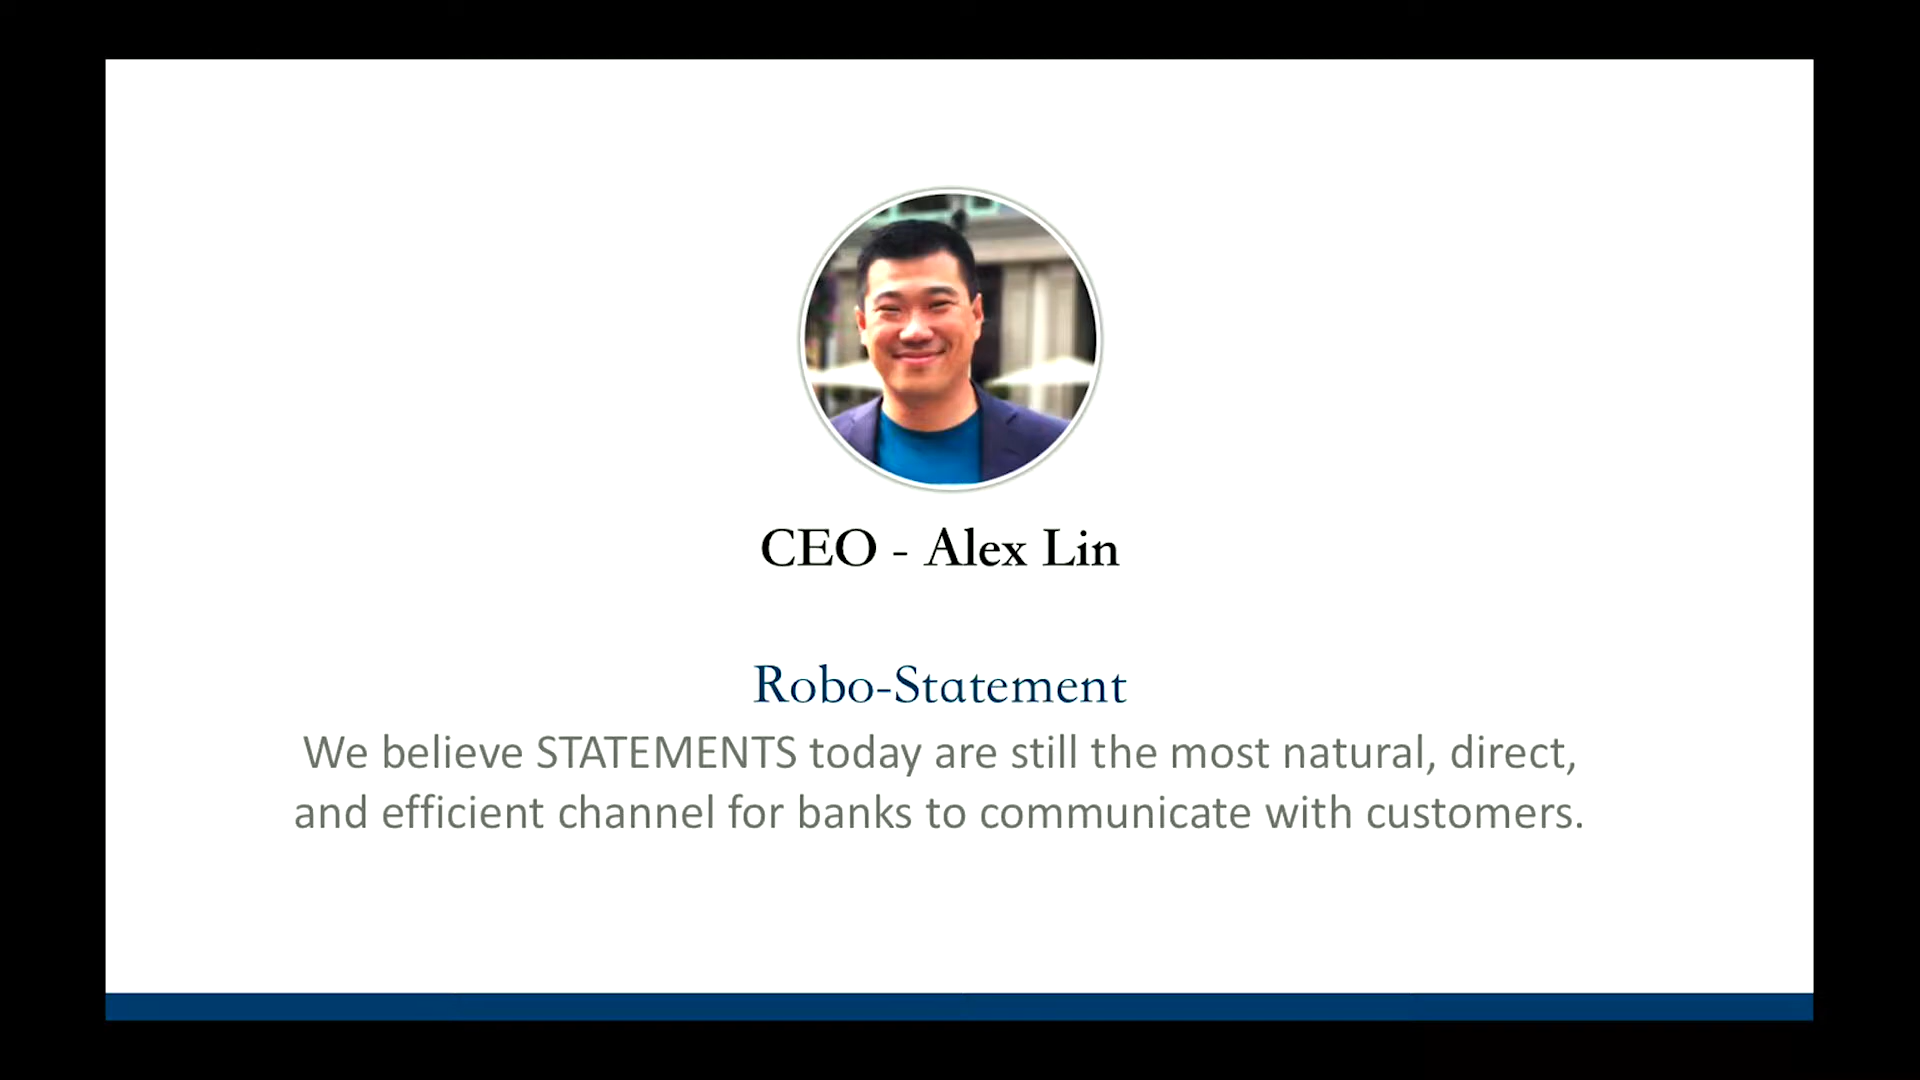 CEO - Alex Lin
Robo-Statement
We believe STATEMENTS today are still the most natural, direct,
and efficient channel for banks to communicate with customers.